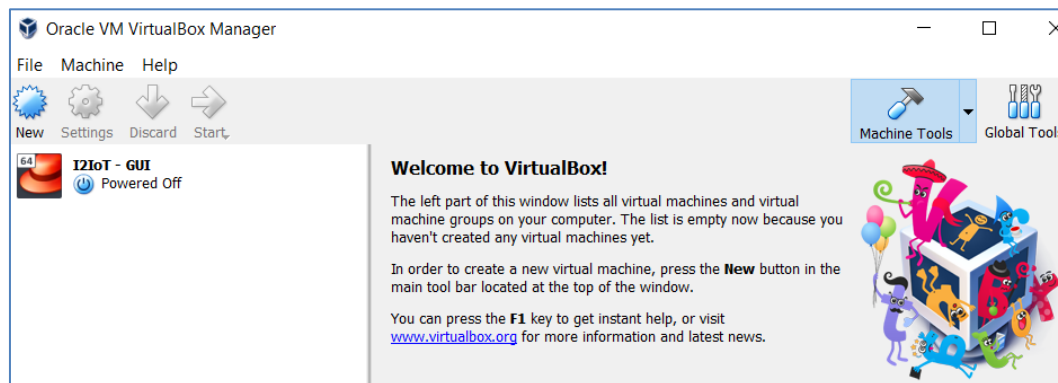 Oracle VM VirtualBox Manager
File Machine Help
New Settings Discard Start
Machine Tools Global Tool
64
I2IoT - GUI
Powered Off
Welcome to VirtualBox!
The left part of this window lists all virtual machines and virtual
machine groups on your computer. The list is empty now because you
haven't created any virtual machines yet.
In order to create a new virtual machine, press the New button in the
main tool bar located at the top of the window.
You can press the F1 key to get instant help, or visit
www.virtualbox.org for more information and latest news.